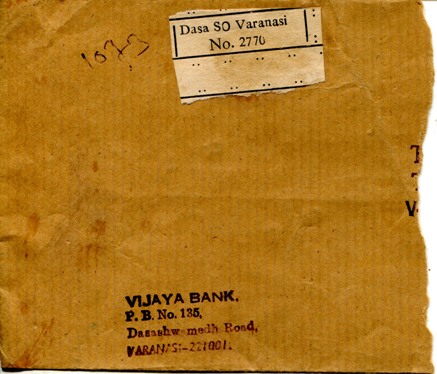 Dasa SO Varanasi
No. 2770
T
V
VIJAYA BANK.
P. B. No. 135,
Dasashwamedh Road,
VARANASI-221001.